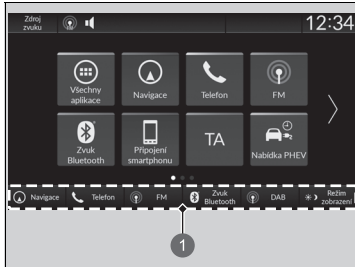 Zdroj
zvuku
12:34
Všechny
aplikace
Navigace
Telefon
FM
Zvuk
Bluetooth
Připojení
smartphonu
TA
Nabídka PHEV
Navigace
Telefon
FM
Zvuk
Bluetooth
DAB
Režim
zobrazení
1